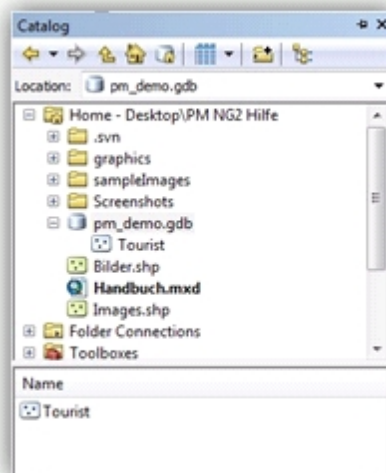 Catalog
Location: pm_demo.gdb
Home - Desktop\PM NG2 Hilfe
.svn
graphics
sampleImages
Screenshots
pm_demo.gdb
Tourist
Bilder.shp
Handbuch.mxd
Images.shp
Folder Connections
Toolboxes
Name
Tourist